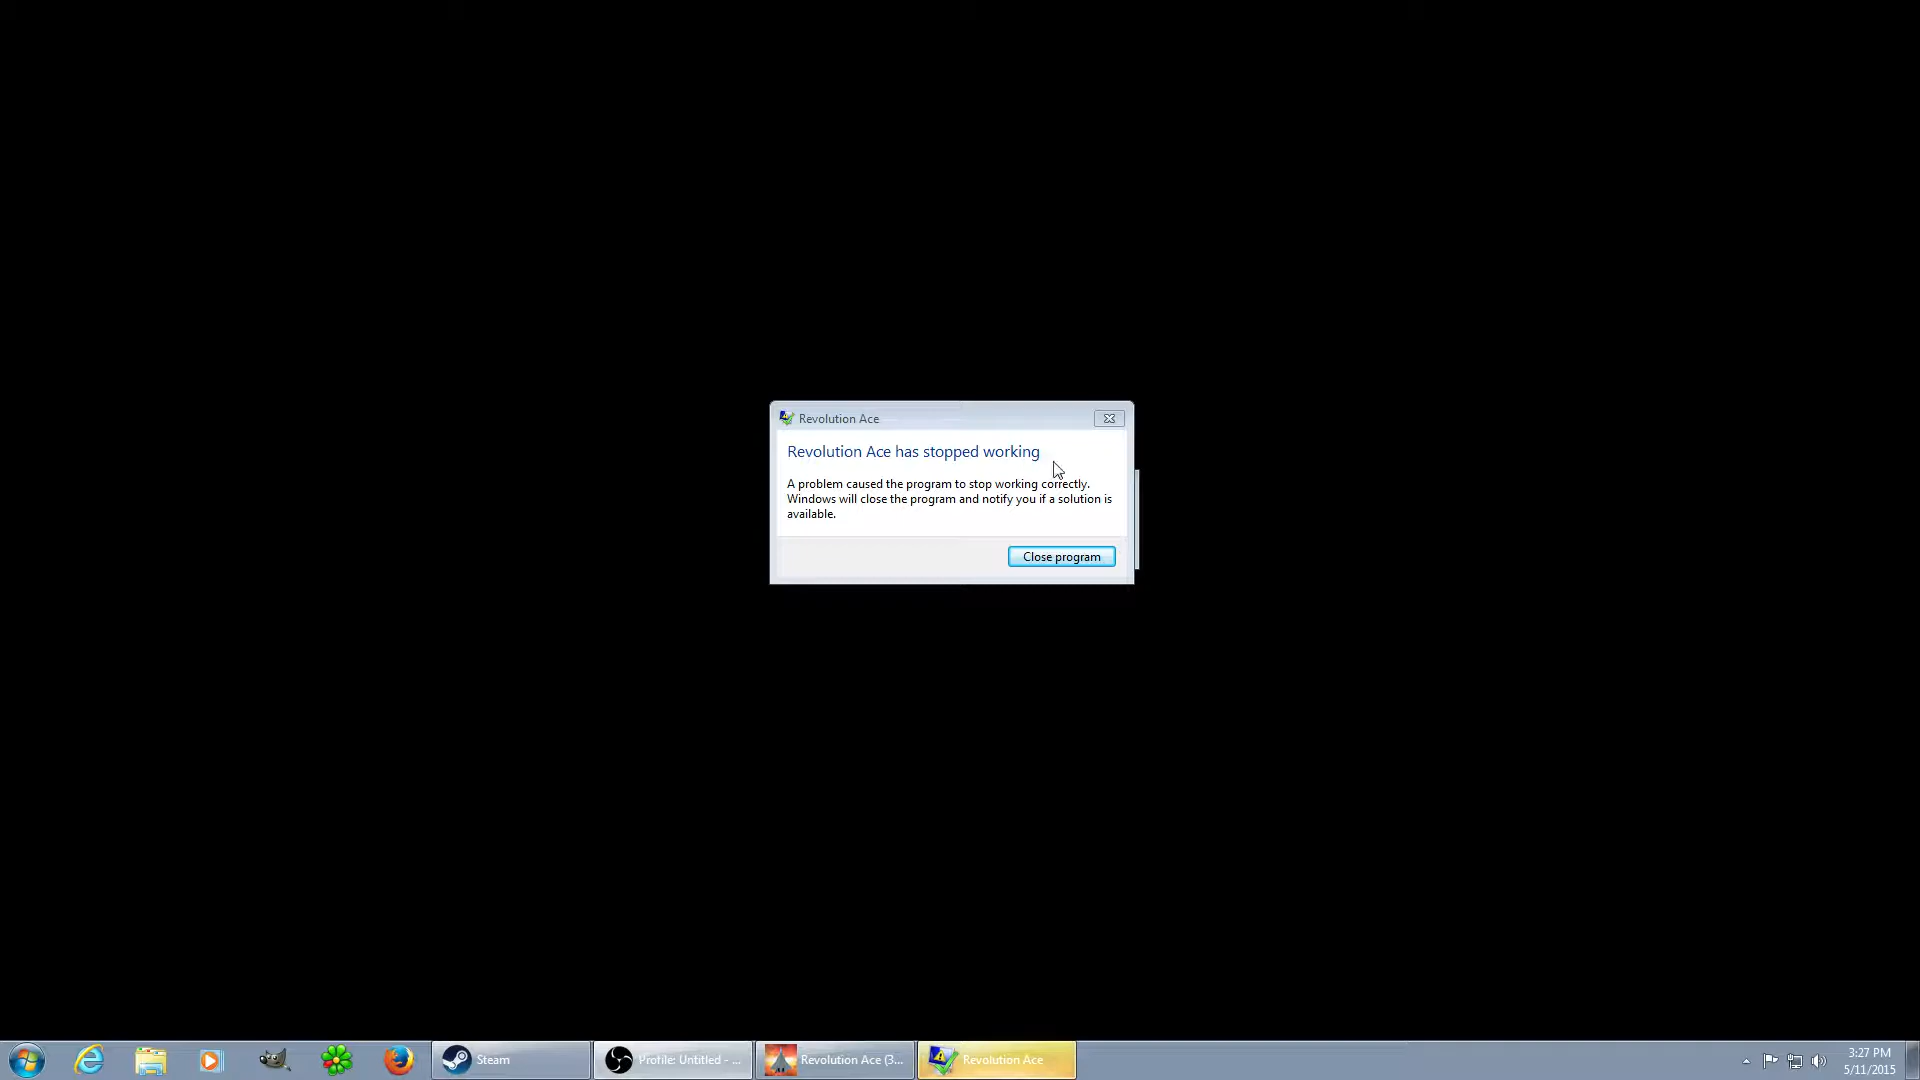 Revolution Ace
Revolution Ace has stopped working
A problem caused the program to stop working correctly.
Windows will close the program and notify you if a solution is
available.
Close program
Steam
Profile: Untitled - ...
Revolution Ace (3...
Revolution Ace
3:27 PM
5/11/2015